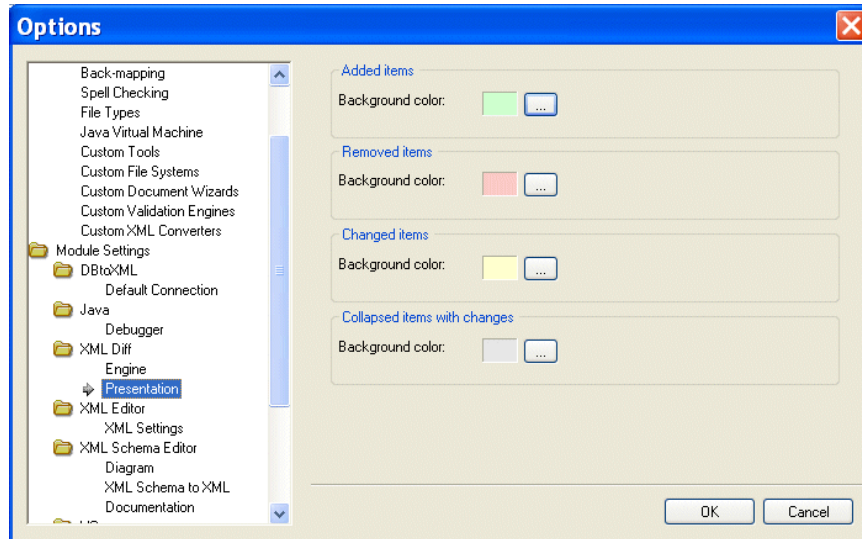 Options
Back-mapping
Spell Checking
File Types
Java Virtual Machine
Custom Tools
Custom File Systems
Custom Document Wizards
Custom Validation Engines
Custom XML Converters
Module Settings
DBtoXML
Default Connection
Java
Debugger
XML Diff
Engine
Presentation
XML Editor
XML Settings
XML Schema Editor
Diagram
XML Schema to XML
Documentation
Added items
Background color:
...
Removed items
Background color:
...
Changed items
Background color:
...
Collapsed items with changes
Background color:
...
OK Cancel